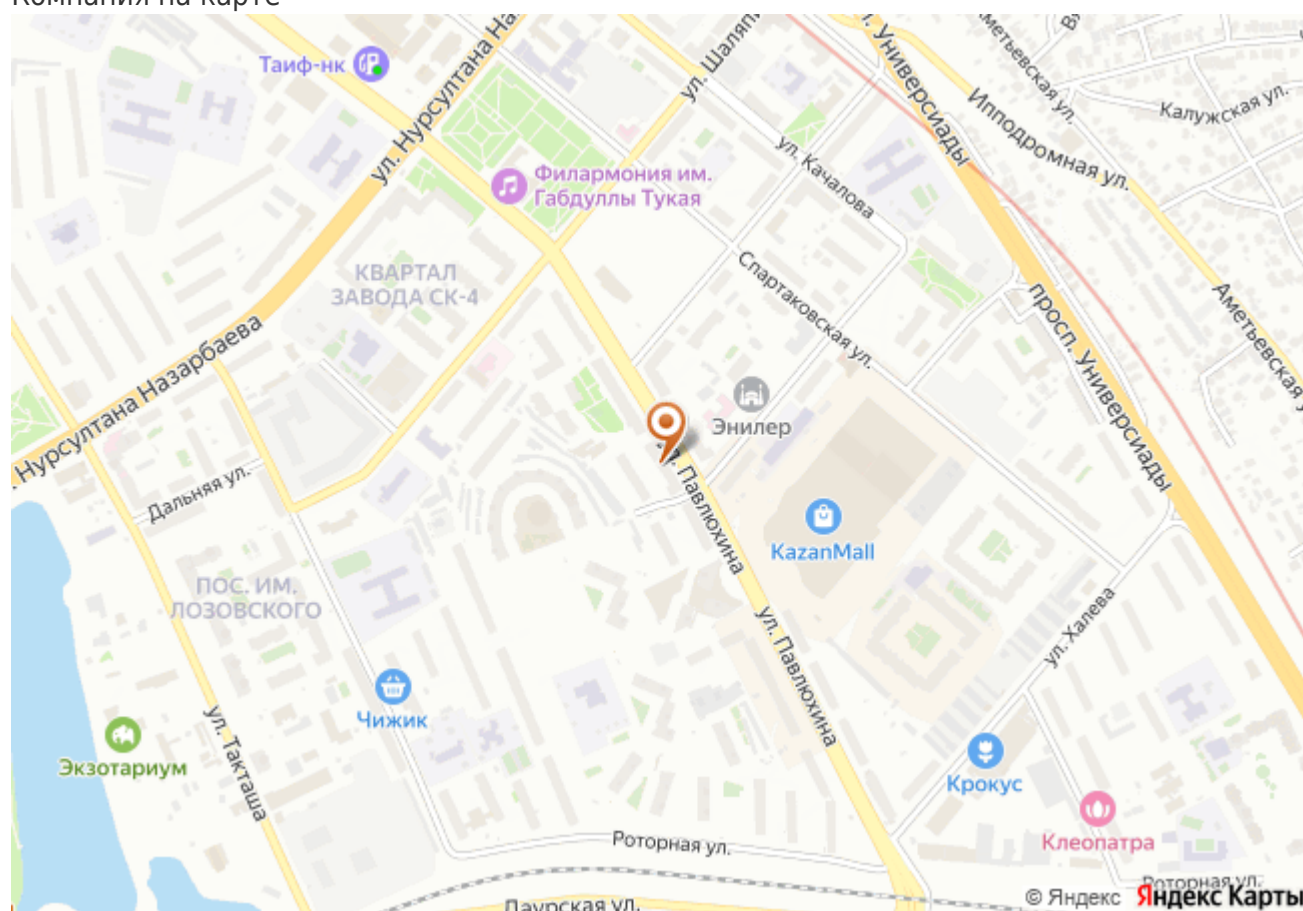 Компания на карте
Таиф-нк
ул. Нурсултана На
ул. Шаляпи
Универсиады
Аметьевская ул.
Ипподромная ул.
Калужская ул.
ул. Качалова
Филармония им.
Габдуллы Тукая
КВАРТАЛ
ЗАВОДА СК-4
Спартаковская ул.
просп. Универсиады
Аметьевская у
Нурсултана Назарбаева
Энилер
Дальняя ул.
ул. Павлюхина
KazanMall
ПОС. ИМ.
ЛОЗОВСКОГО
ул. Халева
ул. Павлюхина
Чижик
ул. Такташа
Экзотариум
Крокус
Клеопатра
Роторная ул.
Роторная ул.
Даурская ул.
© Яндекс Яндекс Карты